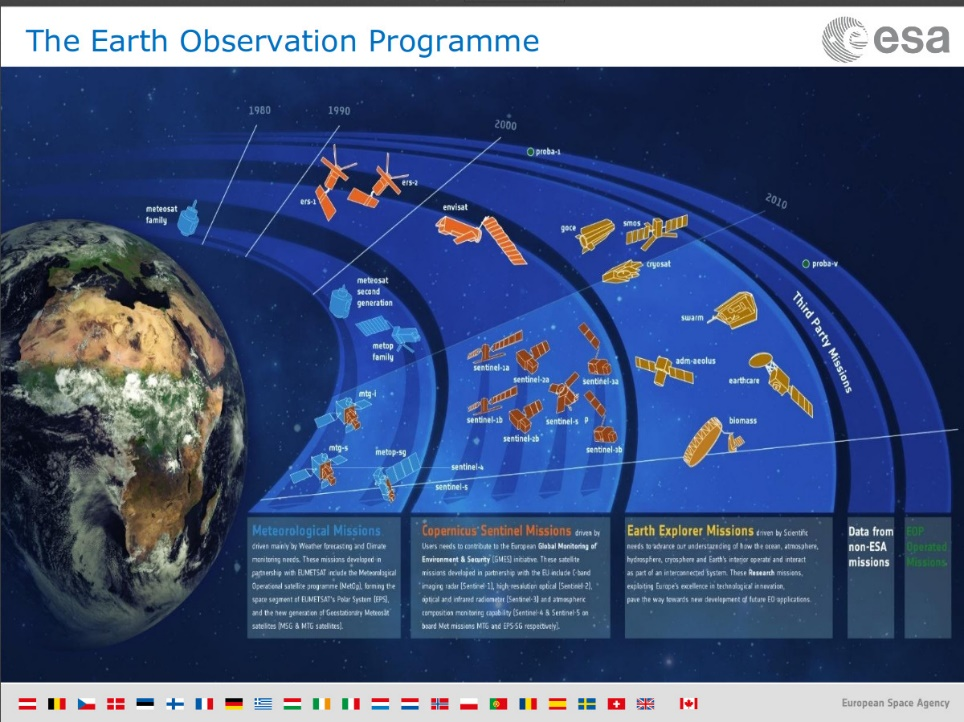 The Earth Observation Programme
esa
1980
1990
2000
2010
proba-1
ers-1
ers-2
meteosat
family
envisat
goce
smos
cryosat
proba-v
meteosat
second
generation
swarm
Third Party Missions
metop
family
sentinel-1a
sentinel-2a
sentinel-3a
adm-aeolus
earthcare
mtg-i
sentinel-1b
sentinel-2b
sentinel-5 p
sentinel-3b
biomass
mtg-s
metop-sg
sentinel-4
sentinel-5
Meteorological Missions
driven mainly by Weather forecasting and Climate
monitoring needs. These missions developed in
partnership with EUMETSAT include the Meteorological
Operational satellite programme (MetOp), forming the
space segment of EUMETSAT's Polar System (EPS),
and the new generation of Geostationary Meteosat
satellites (MSG & MTG satellites).
Copernicus Sentinel Missions driven by
Users needs to contribute to the European Global Monitoring of
Environment & Security (GMES) initiative. These satellite
missions developed in partnership with the EU include C-band
imaging radar (Sentinel-1), high-resolution optical (Sentinel-2),
optical and infrared radiometer (Sentinel-3) and atmospheric
composition monitoring capability (Sentinel-4 & Sentinel-5 on
board Met missions MTG and EPS-SG respectively).
Earth Explorer Missions driven by Scientific
needs to advance our understanding of how the ocean, atmosphere,
hydrosphere, cryosphere and Earth's interior operate and interact
as part of an interconnected system. These Research missions,
exploiting Europe's excellence in technological innovation,
pave the way towards new development of future EO applications.
Data from
non-ESA
missions
EOP
Operated
Missions
European Space Agency